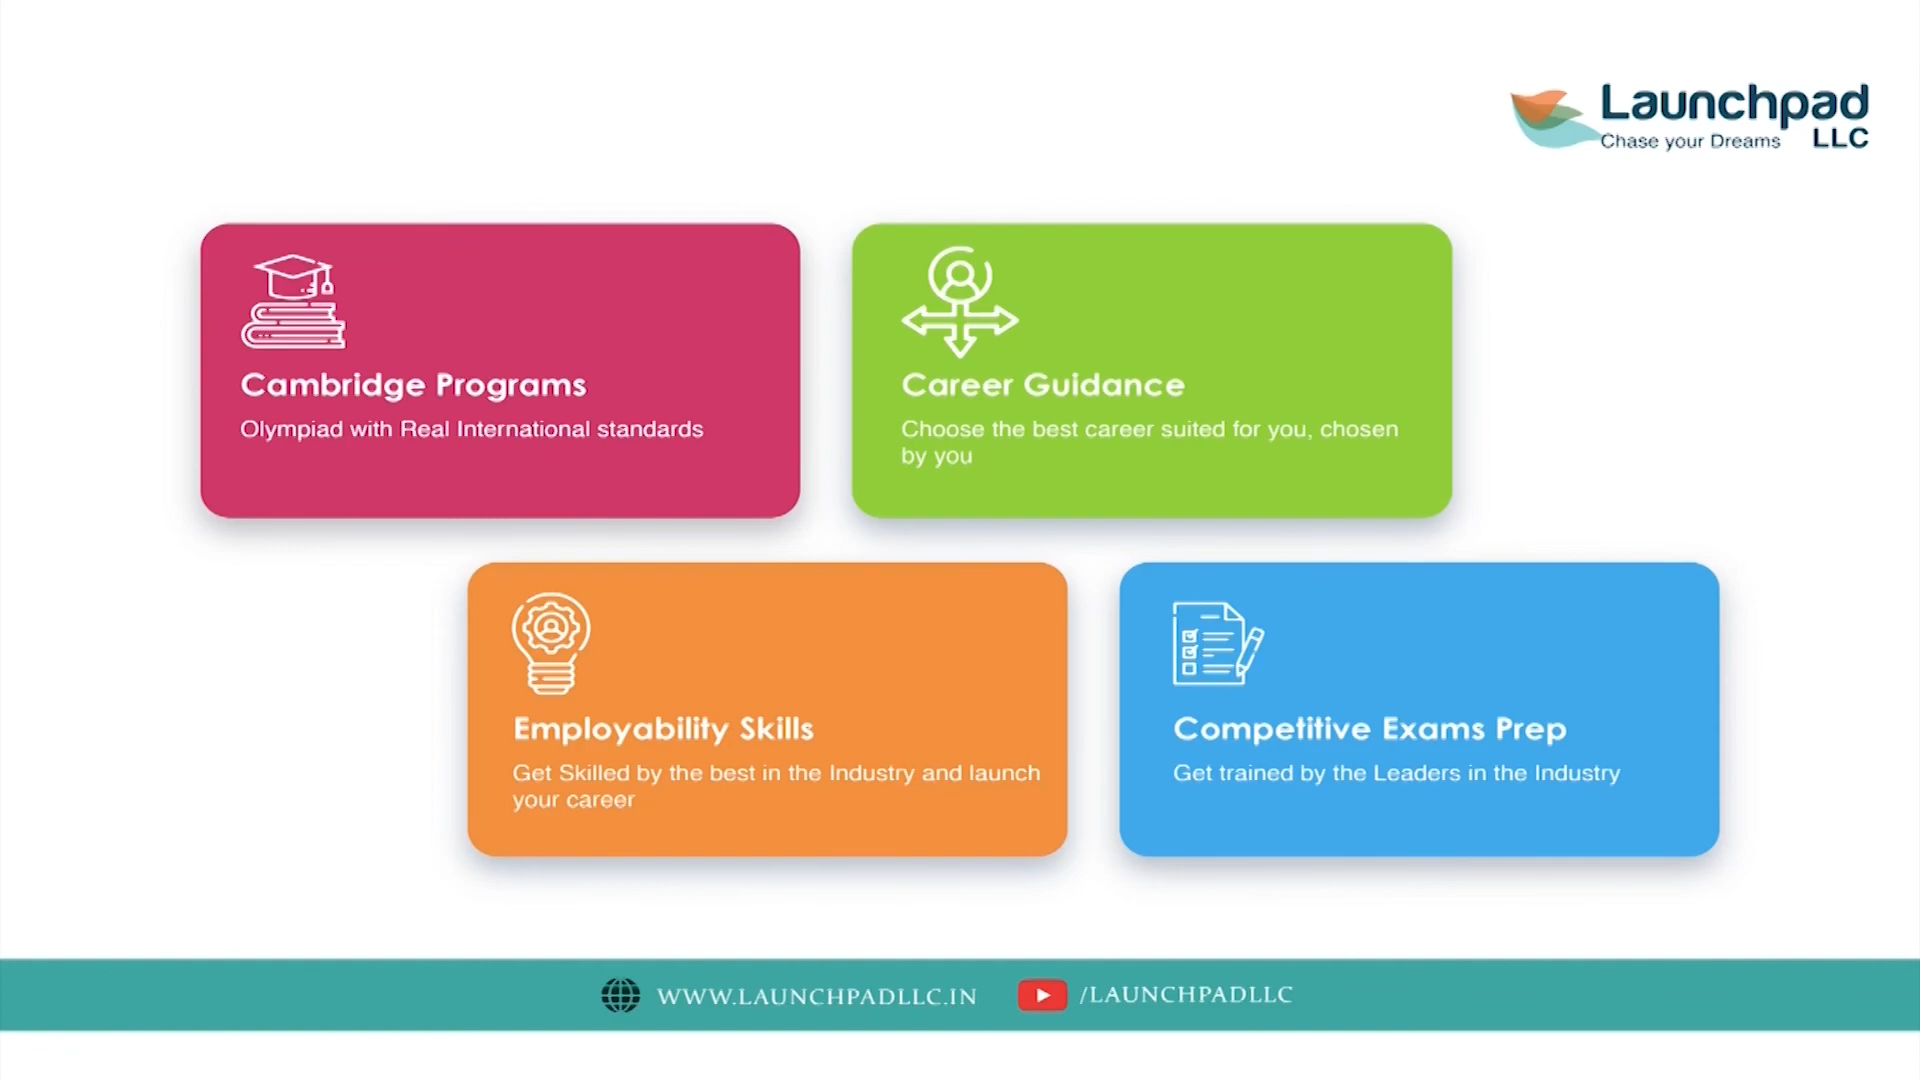 Launchpad
Chase your Dreams LLC
Cambridge Programs
Olympiad with Real International standards
Career Guidance
Choose the best career suited for you, chosen
by you
Employability Skills
Get Skilled by the best in the Industry and launch
your career
Competitive Exams Prep
Get trained by the Leaders in the Industry
WWW.LAUNCHPADLLC.IN
/LAUNCHPADLLC